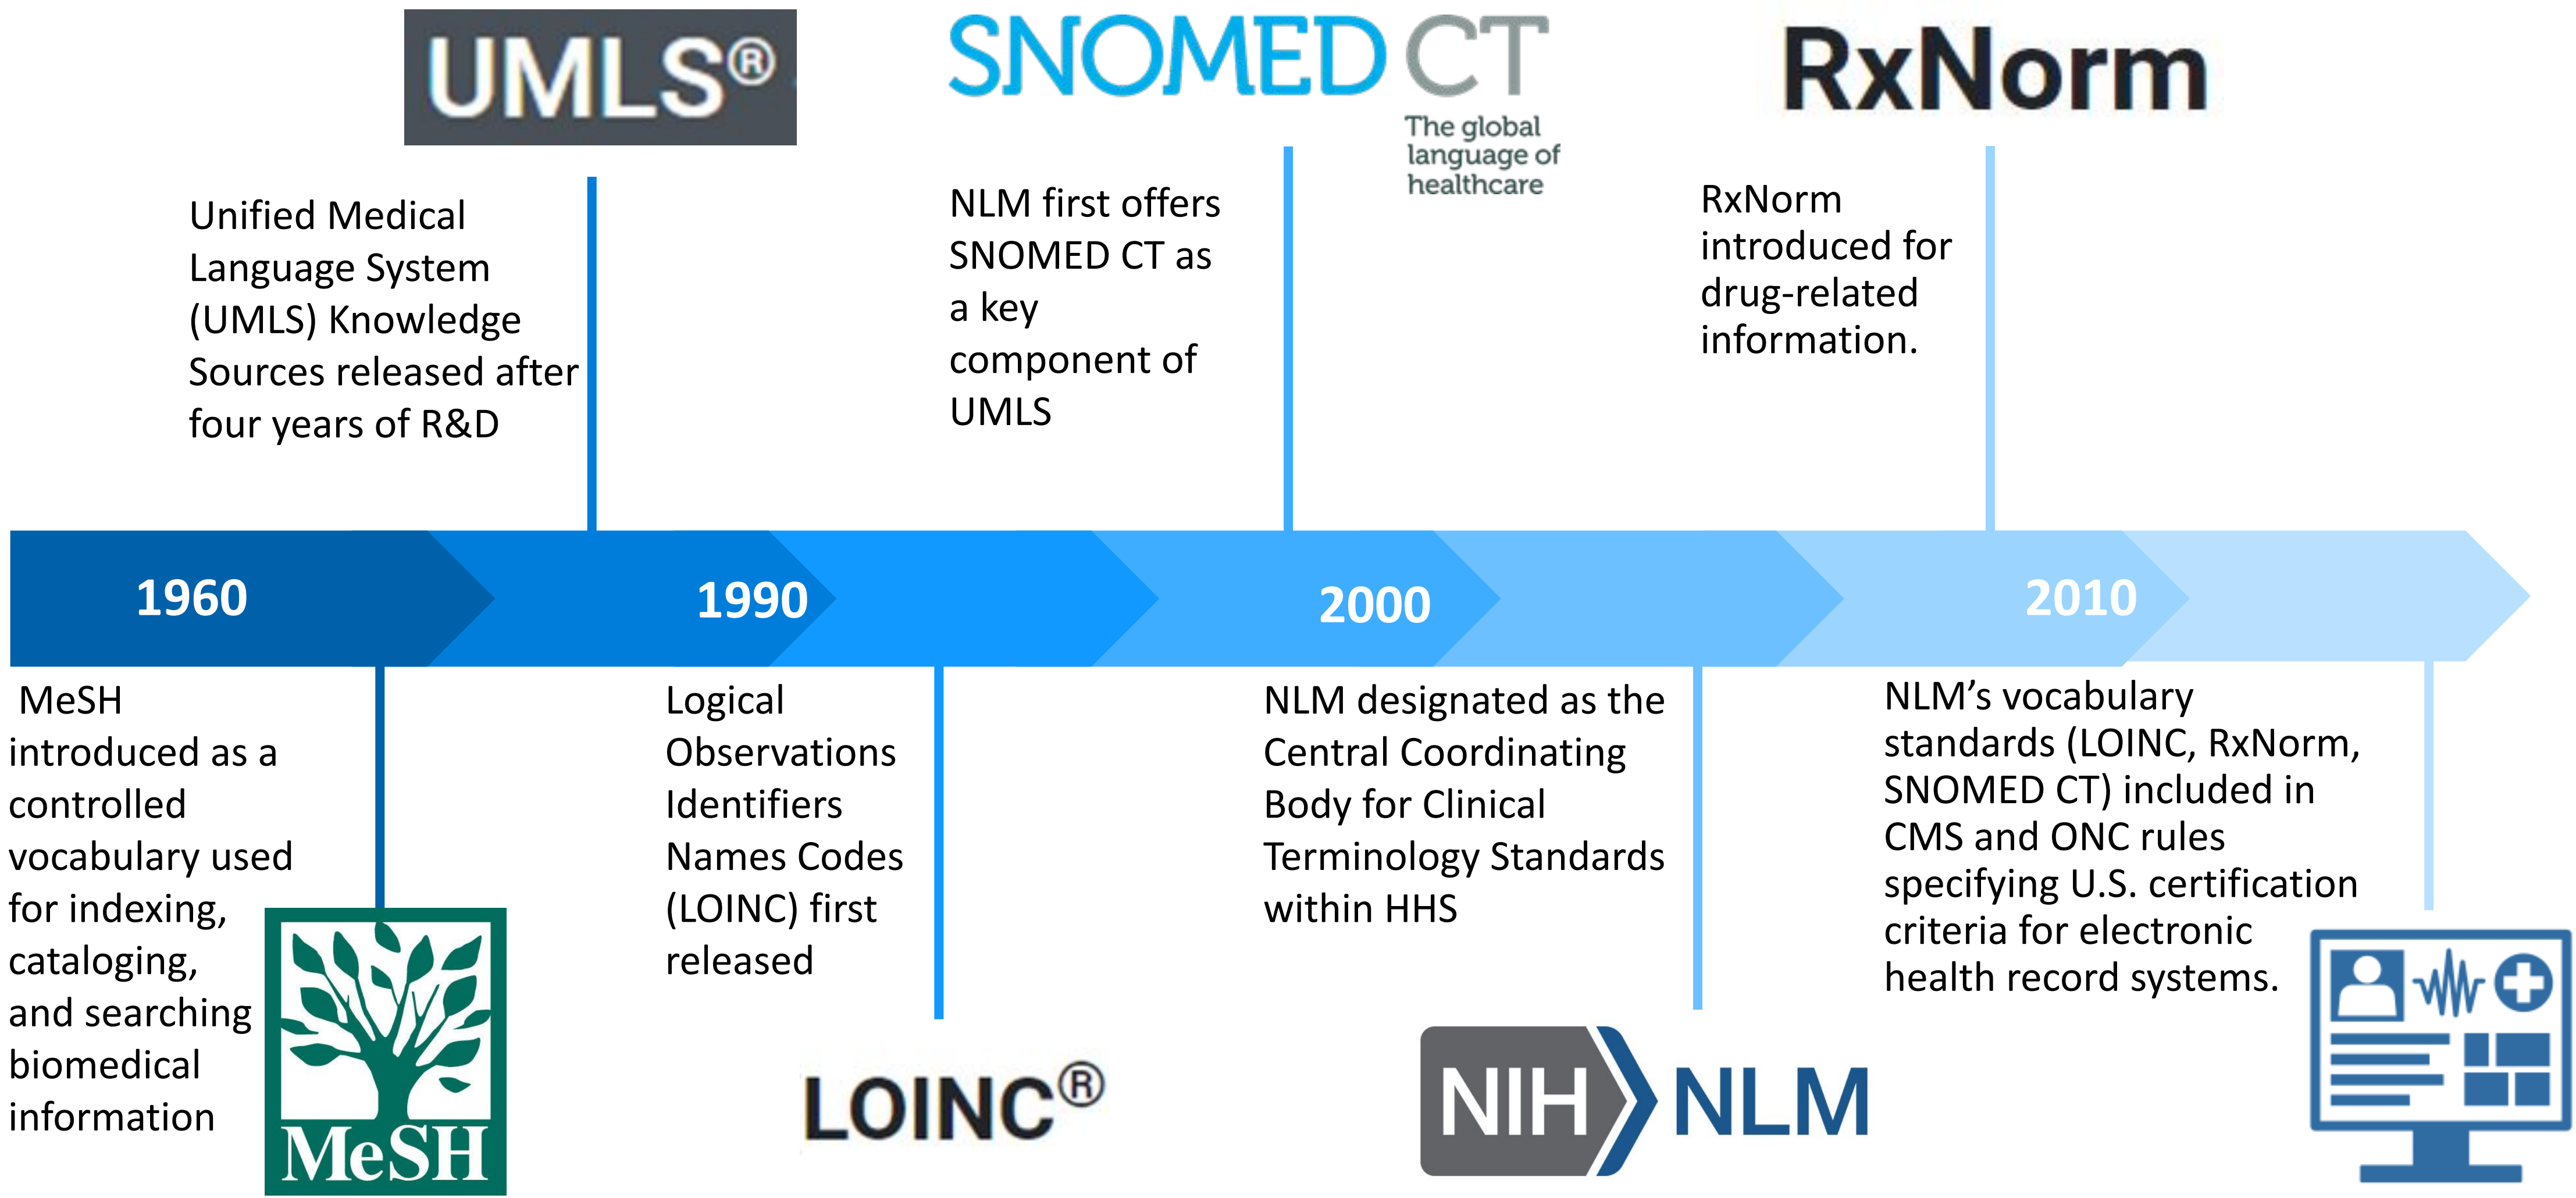 UMLS®
SNOMED CT
The global
language of
healthcare
RxNorm
Unified Medical
Language System
(UMLS) Knowledge
Sources released after
four years of R&D
NLM first offers
SNOMED CT as
a key
component of
UMLS
RxNorm
introduced for
drug-related
information.
1960
1990
2000
2010
MeSH
introduced as a
controlled
vocabulary used
for indexing,
cataloging,
and searching
biomedical
information
MeSH
Logical
Observations
Identifiers
Names Codes
(LOINC) first
released
LOINC®
NLM designated as the
Central Coordinating
Body for Clinical
Terminology Standards
within HHS
NIH NLM
NLM’s vocabulary
standards (LOINC, RxNorm,
SNOMED CT) included in
CMS and ONC rules
specifying U.S. certification
criteria for electronic
health record systems.